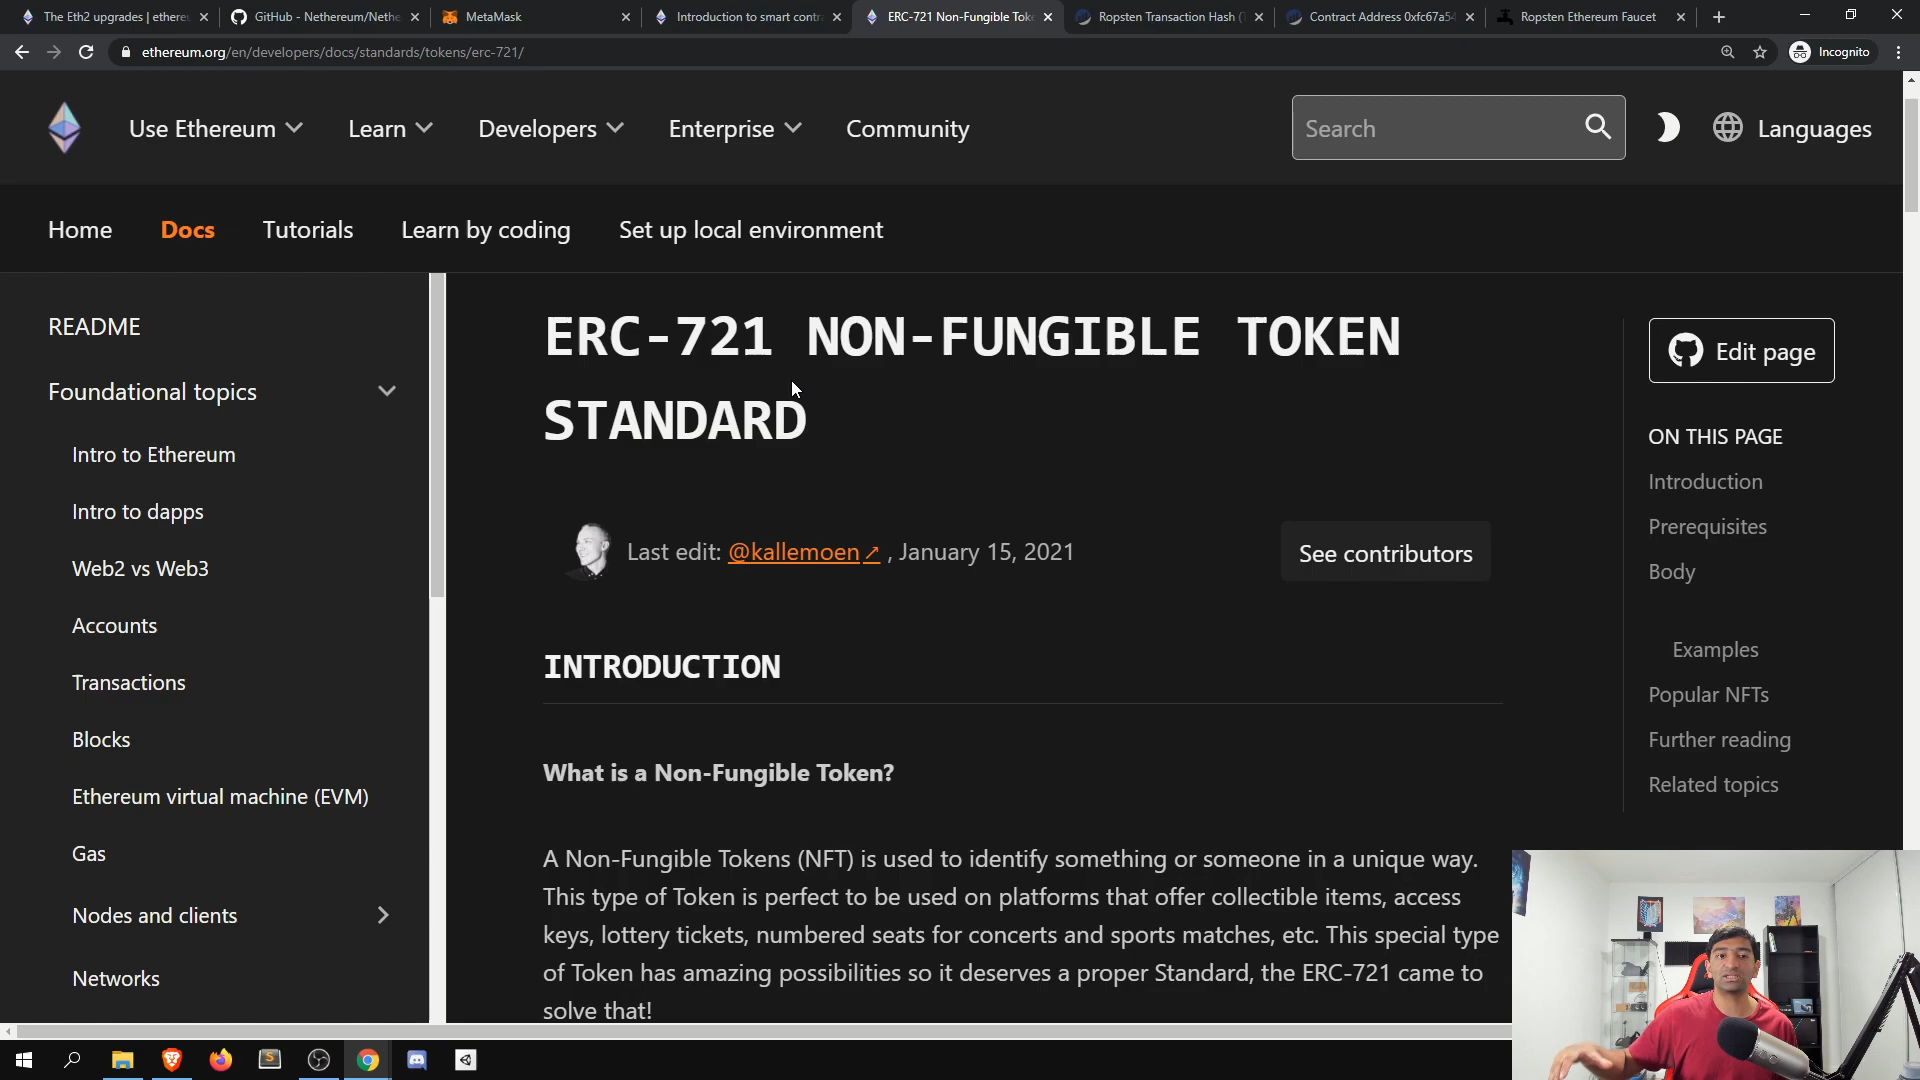 The Eth2 upgrades | ethere
GitHub - Nethereum/Nethe
MetaMask
Introduction to smart contra
ERC-721 Non-Fungible Tok
Ropsten Transaction Hash (T
Contract Address 0xfc67a54
Ropsten Ethereum Faucet
ethereum.org/en/developers/docs/standards/tokens/erc-721/
Incognito
Use Ethereum
Learn
Developers
Enterprise
Community
Search
Languages
Home
Docs
Tutorials
Learn by coding
Set up local environment
README
Foundational topics
Intro to Ethereum
Intro to dapps
Web2 vs Web3
Accounts
Transactions
Blocks
Ethereum virtual machine (EVM)
Gas
Nodes and clients
Networks
ERC-721 NON-FUNGIBLE TOKEN
STANDARD
Last edit: @kallemoen↗ , January 15, 2021
See contributors
INTRODUCTION
What is a Non-Fungible Token?
A Non-Fungible Tokens (NFT) is used to identify something or someone in a unique way.
This type of Token is perfect to be used on platforms that offer collectible items, access
keys, lottery tickets, numbered seats for concerts and sports matches, etc. This special type
of Token has amazing possibilities so it deserves a proper Standard, the ERC-721 came to
solve that!
Edit page
ON THIS PAGE
Introduction
Prerequisites
Body
Examples
Popular NFTs
Further reading
Related topics